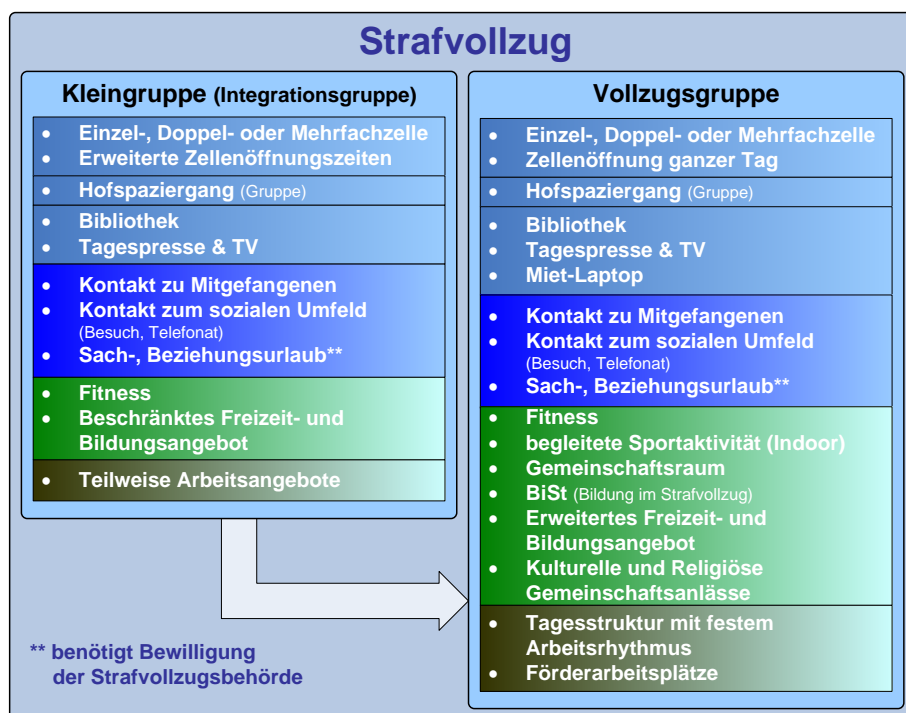 Strafvollzug
Kleingruppe (Integrationsgruppe)
• Einzel-, Doppel- oder Mehrfachzelle
• Erweiterte Zellenöffnungszeiten
• Hofspaziergang (Gruppe)
• Bibliothek
• Tagespresse & TV
• Kontakt zu Mitgefangenen
• Kontakt zum sozialen Umfeld
(Besuch, Telefonat)
• Sach-, Beziehungsurlaub**
• Fitness
• Beschränktes Freizeit- und
Bildungsangebot
• Teilweise Arbeitsangebote
** benötigt Bewilligung
der Strafvollzugsbehörde
Vollzugsgruppe
• Einzel-, Doppel- oder Mehrfachzelle
• Zellenöffnung ganzer Tag
• Hofspaziergang (Gruppe)
• Bibliothek
• Tagespresse & TV
• Miet-Laptop
• Kontakt zu Mitgefangenen
• Kontakt zum sozialen Umfeld
(Besuch, Telefonat)
• Sach-, Beziehungsurlaub**
• Fitness
• begleitete Sportaktivität (Indoor)
• Gemeinschaftsraum
• BiSt (Bildung im Strafvollzug)
• Erweitertes Freizeit- und
Bildungsangebot
• Kulturelle und Religiöse
Gemeinschaftsanlässe
• Tagesstruktur mit festem
Arbeitsrhythmus
• Förderarbeitsplätze